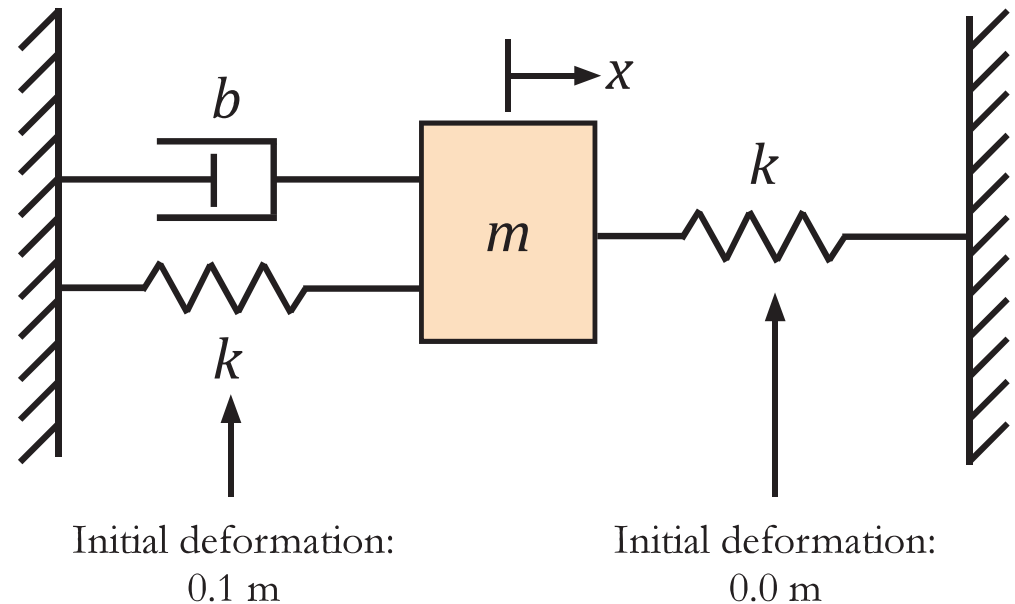 x
b
k
m
k
Initial deformation:
0.1 m
Initial deformation:
0.0 m